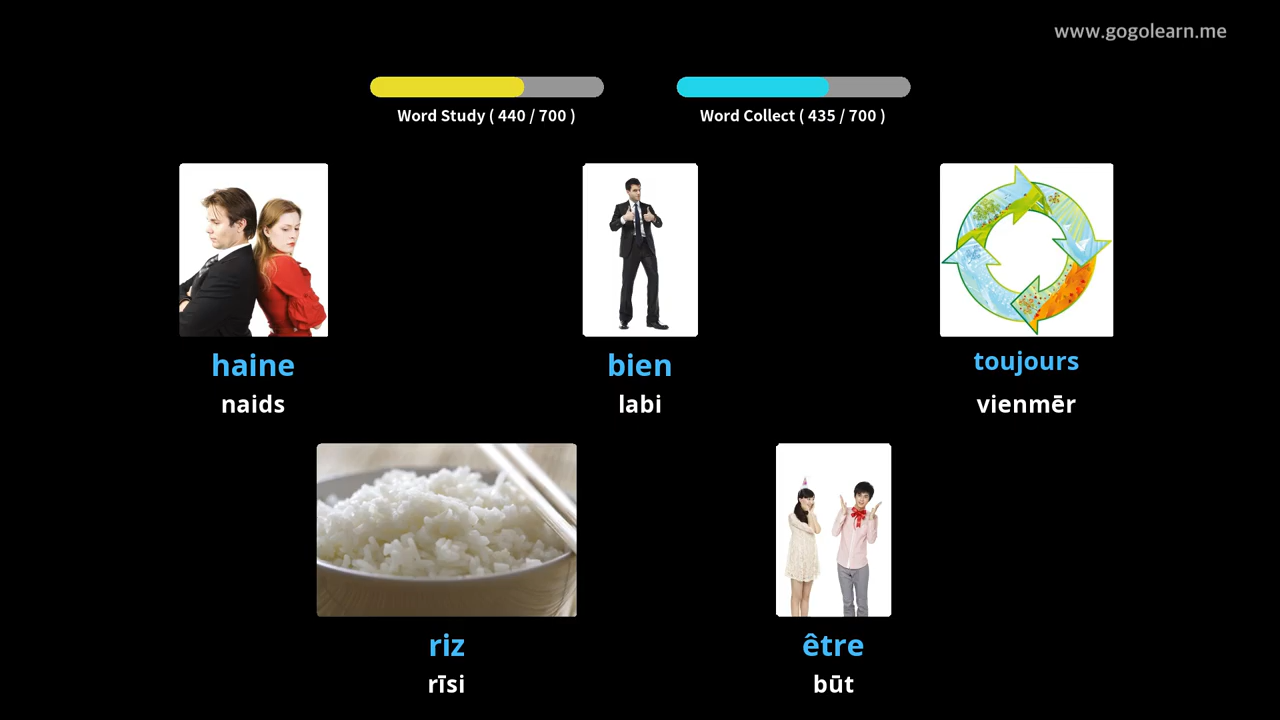 www.gogolearn.me
Word Study ( 440 / 700 )
Word Collect ( 435 / 700 )
haine
naids
bien
labi
toujours
vienmēr
riz
rīsi
être
būt